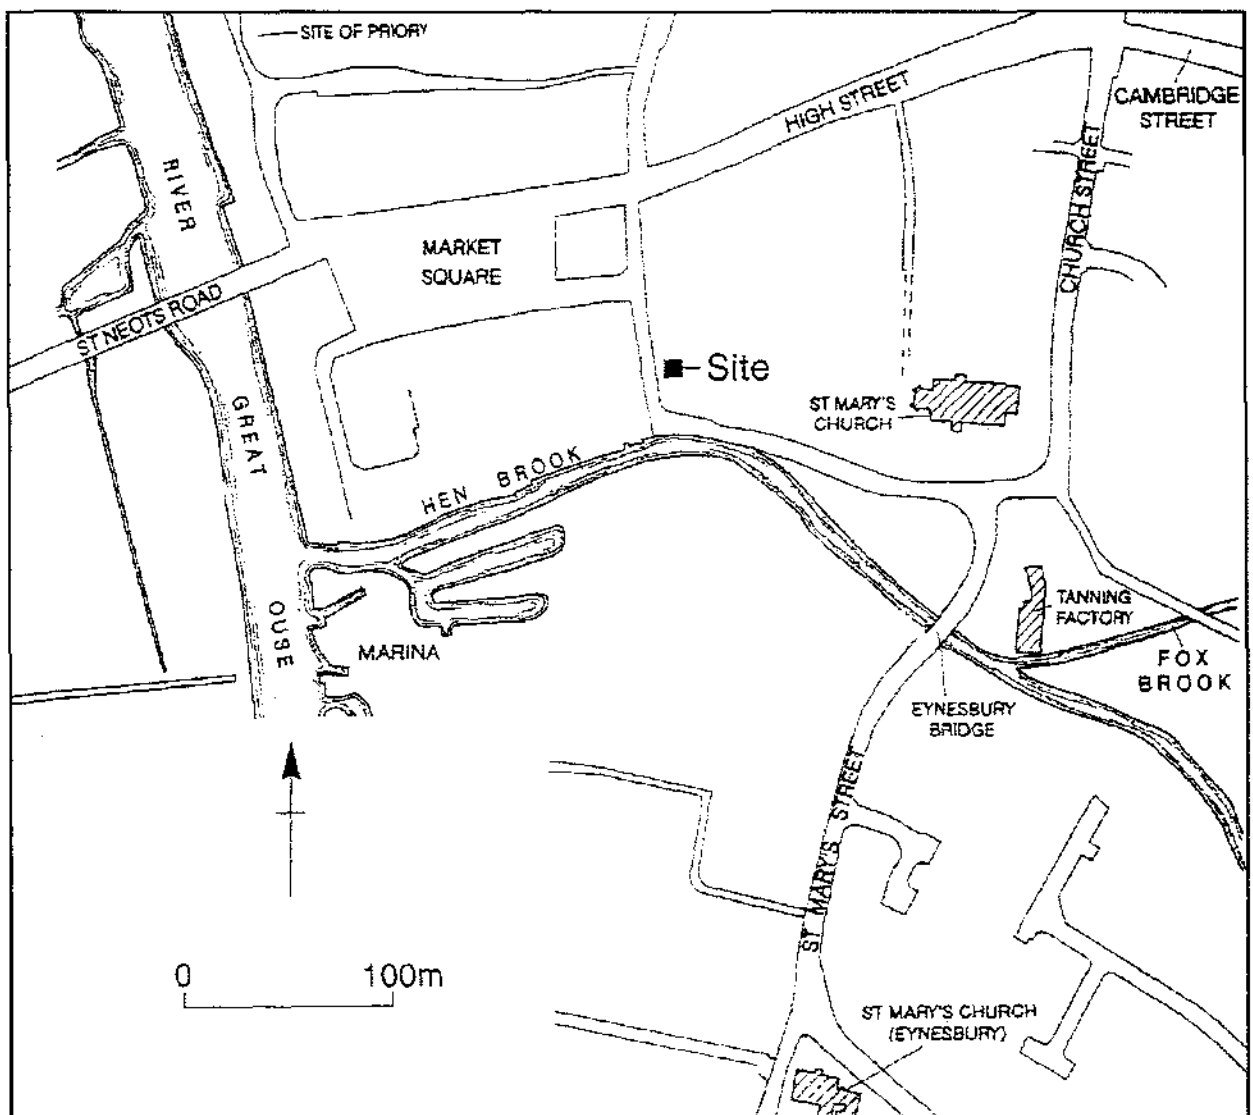 SITE OF PRIORY
HIGH STREET
CAMBRIDGE
STREET
RIVER
CHURCH STREET
MARKET
SQUARE
ST NEOTS ROAD
Site
GREAT
ST MARY'S
CHURCH
HEN BROOK
OUSE
TANNING
FACTORY
MARINA
FOX
BROOK
EYNESBURY
BRIDGE
ST MARY'S STREET
0 100m
ST MARY'S CHURCH
(EYNESBURY)